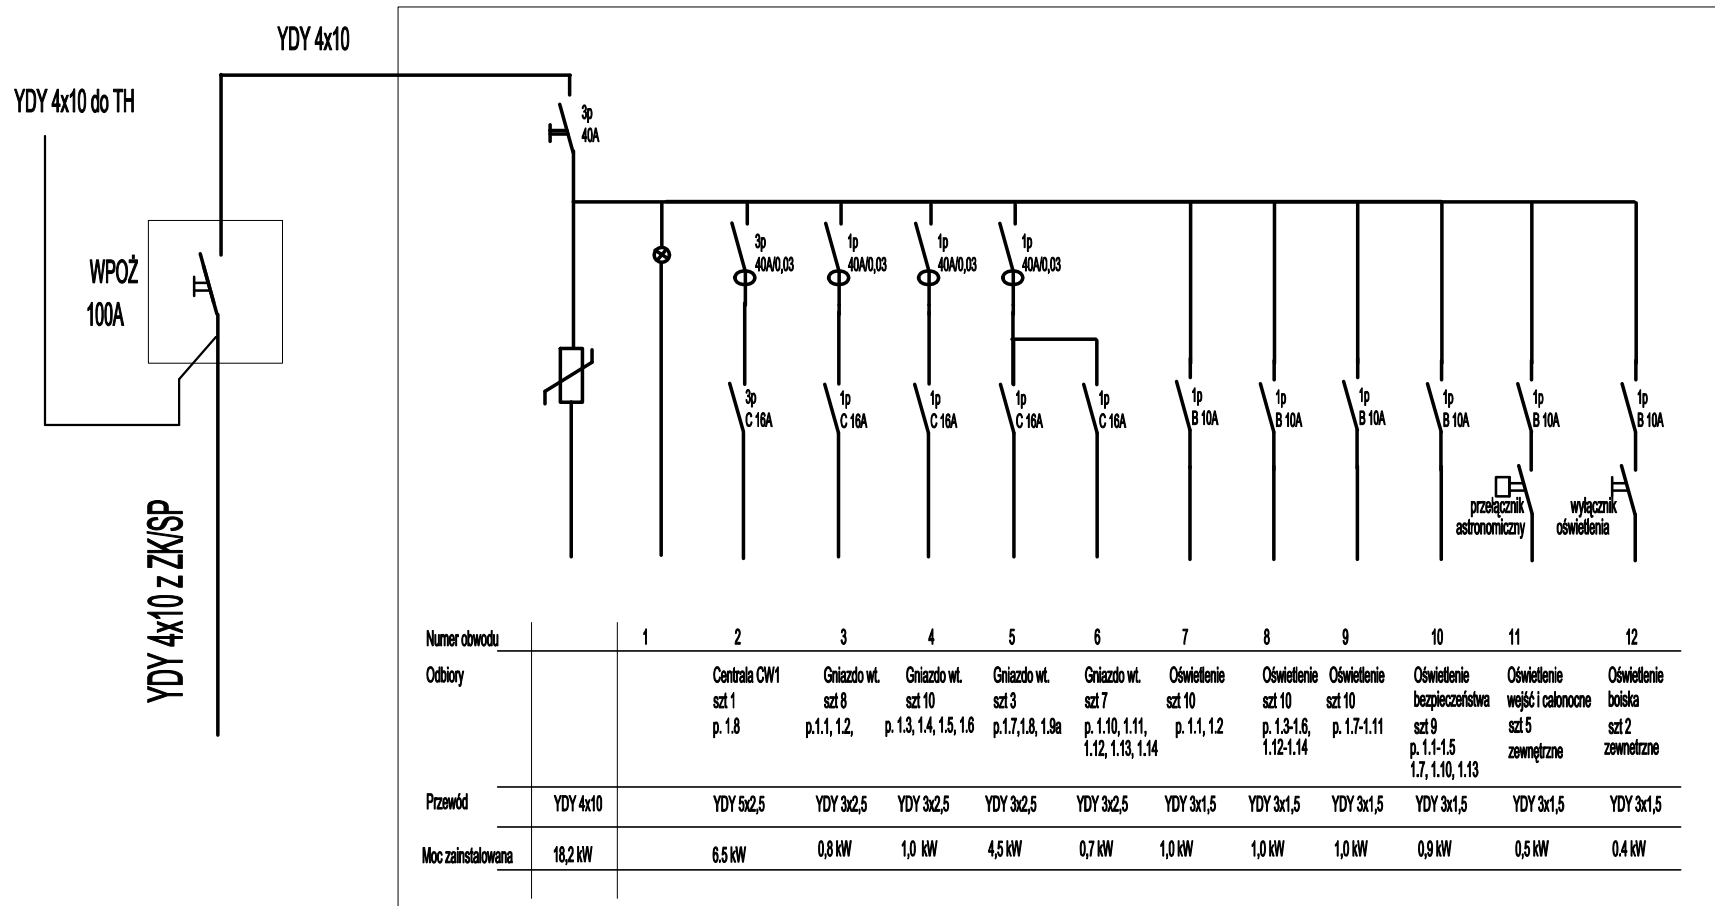 YDY 4x10
YDY 4x10 do TH
WPOŻ
100A
YDY 4x10 z ZK/SP
3p
40A
3p
40A/0,03
1p
40A/0,03
1p
40A/0,03
1p
40A/0,03
3p
C 16A
1p
C 16A
1p
C 16A
1p
C 16A
1p
C 16A
1p
B 10A
1p
B 10A
1p
B 10A
1p
B 10A
1p
B 10A
1p
B 10A
przełącznik
astronomiczny
wyłącznik
oświetlenia
Numer obwodu 1 2 3 4 5 6 7 8 9 10 11 12
Odbiory
Centrala CW1
szt 1
p. 1.8
Gniazdo wt.
szt 8
p.1.1, 1.2,
Gniazdo wt.
szt 10
p. 1.3, 1.4, 1.5, 1.6
Gniazdo wt.
szt 3
p.1.7,1.8, 1.9a
Gniazdo wt.
szt 7
p. 1.10, 1.11,
1.12, 1.13, 1.14
Oświetlenie
szt 10
p. 1.1, 1.2
Oświetlenie
szt 10
p. 1.3-1.6,
1.12-1.14
Oświetlenie
szt 10
p. 1.7-1.11
Oświetlenie
bezpieczeństwa
szt 9
p. 1.1-1.5
1.7, 1.10, 1.13
Oświetlenie
wejść i całonocne
szt 5
zewnętrzne
Oświetlenie
boiska
szt 2
zewnetrzne
Przewód YDY 4x10 YDY 5x2,5 YDY 3x2,5 YDY 3x2,5 YDY 3x2,5 YDY 3x2,5 YDY 3x1,5 YDY 3x1,5 YDY 3x1,5 YDY 3x1,5 YDY 3x1,5 YDY 3x1,5
Moc zainstalowana 18,2 kW 6.5 kW 0,8 kW 1,0 kW 4,5 kW 0,7 kW 1,0 kW 1,0 kW 1,0 kW 0,9 kW 0,5 kW 0.4 kW